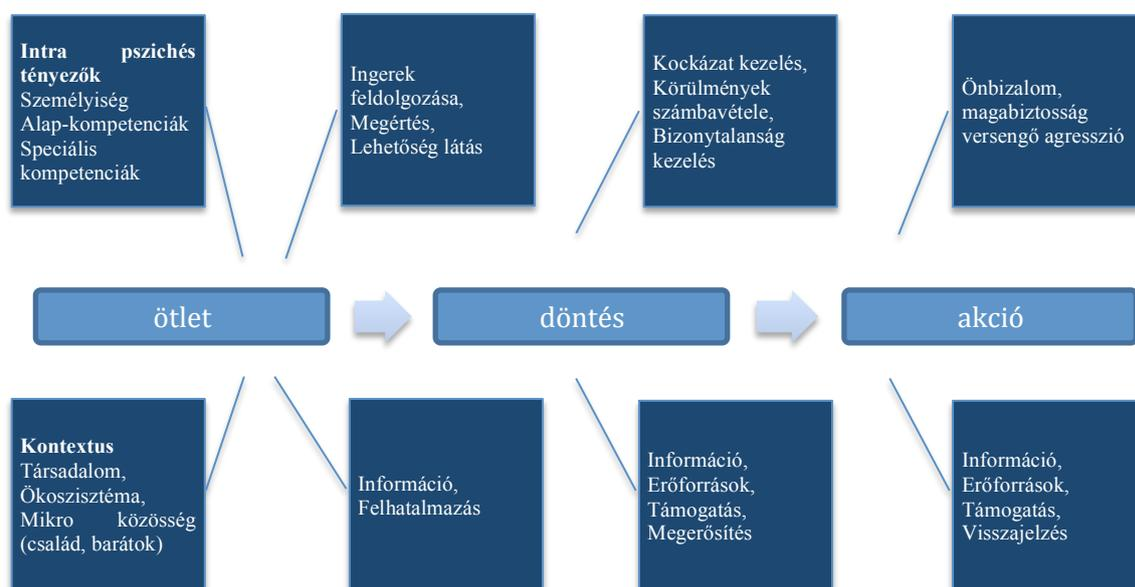 Intra pszichés
tényezők
Személyiség
Alap-kompetenciák
Speciális
kompetenciák
Ingerek
feldolgozása,
Megértés,
Lehetőség látás
Kockázat kezelés,
Körülmények
számbavétele,
Bizonytalanság
kezelés
Önbizalom,
magabiztosság
versengő agresszió
ötlet
döntés
akció
Kontextus
Társadalom,
Ökoszisztéma,
Mikro közösség
(család, barátok)
Információ,
Felhatalmazás
Információ,
Erőforrások,
Támogatás,
Megerősítés
Információ,
Erőforrások,
Támogatás,
Visszajelzés